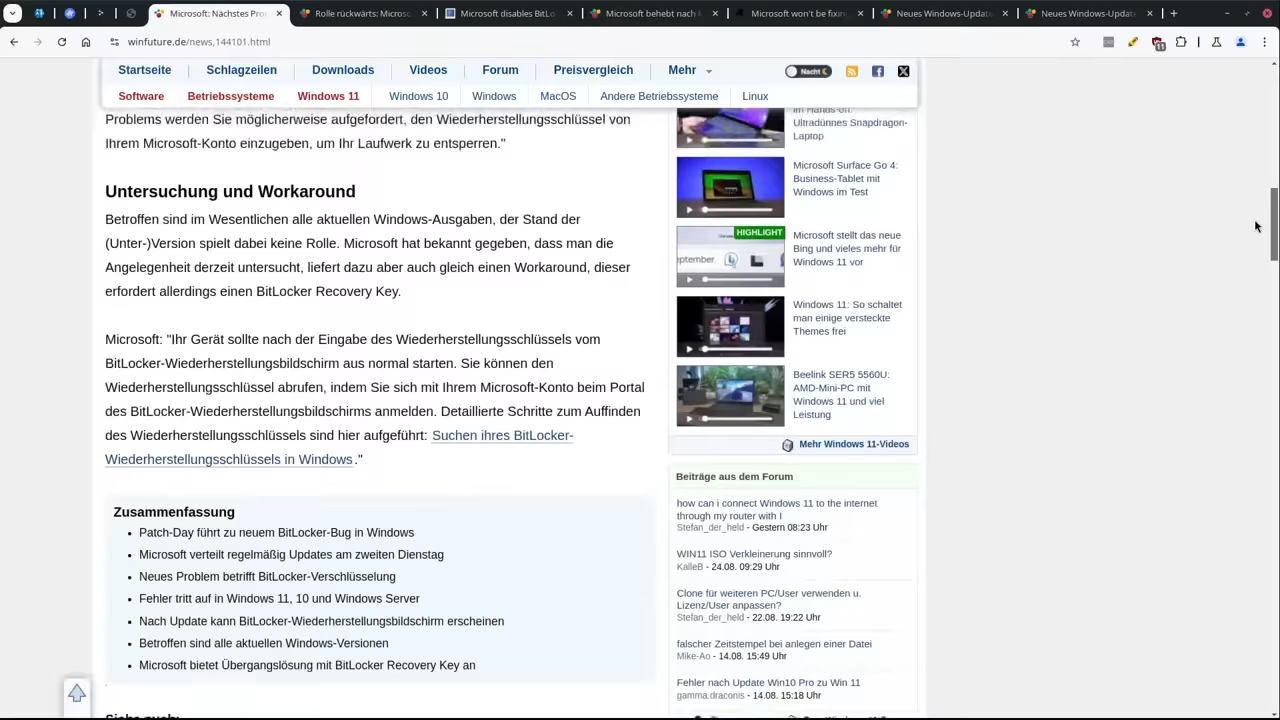 Microsoft: Nächstes Pro
Rolle rückwärts: Microso
Microsoft disables BitLo
Microsoft behebt nach M
Microsoft won't be fixin
Neues Windows-Update
Neues Windows-Updat
winfuture.de/news,144101.html
11
Startseite
Schlagzeilen
Downloads
Videos
Forum
Preisvergleich
Mehr
Nacht
Software
Betriebssysteme
Windows 11
Windows 10
Windows
MacOS
Andere Betriebssysteme
Linux
Problems werden Sie möglicherweise aufgefordert, den Wiederherstellungsschlüssel von
Ihrem Microsoft-Konto einzugeben, um Ihr Laufwerk zu entsperren."
Untersuchung und Workaround
Betroffen sind im Wesentlichen alle aktuellen Windows-Ausgaben, der Stand der
(Unter-)Version spielt dabei keine Rolle. Microsoft hat bekannt gegeben, dass man die
Angelegenheit derzeit untersucht, liefert dazu aber auch gleich einen Workaround, dieser
erfordert allerdings einen BitLocker Recovery Key.
Microsoft: "Ihr Gerät sollte nach der Eingabe des Wiederherstellungsschlüssels vom
BitLocker-Wiederherstellungsbildschirm aus normal starten. Sie können den
Wiederherstellungsschlüssel abrufen, indem Sie sich mit Ihrem Microsoft-Konto beim Portal
des BitLocker-Wiederherstellungsbildschirms anmelden. Detaillierte Schritte zum Auffinden
des Wiederherstellungsschlüssels sind hier aufgeführt: Suchen ihres BitLocker-
Wiederherstellungsschlüssels in Windows."
Zusammenfassung
Patch-Day führt zu neuem BitLocker-Bug in Windows
Microsoft verteilt regelmäßig Updates am zweiten Dienstag
Neues Problem betrifft BitLocker-Verschlüsselung
Fehler tritt auf in Windows 11, 10 und Windows Server
Nach Update kann BitLocker-Wiederherstellungsbildschirm erscheinen
Betroffen sind alle aktuellen Windows-Versionen
Microsoft bietet Übergangslösung mit BitLocker Recovery Key an
im Hands-on:
Ultradünnes Snapdragon-
Laptop
Microsoft Surface Go 4:
Business-Tablet mit
Windows im Test
HIGHLIGHT
eptember.
Microsoft stellt das neue
Bing und vieles mehr für
Windows 11 vor
Windows 11: So schaltet
man einige versteckte
Themes frei
Beelink SER5 5560U:
AMD-Mini-PC mit
Windows 11 und viel
Leistung
Mehr Windows 11-Videos
Beiträge aus dem Forum
how can i connect Windows 11 to the internet
through my router with I
Stefan_der_held - Gestern 08:23 Uhr
WIN11 ISO Verkleinerung sinnvoll?
KalleB - 24.08. 09:29 Uhr
Clone für weiteren PC/User verwenden u.
Lizenz/User anpassen?
Stefan_der_held - 22.08. 19:22 Uhr
falscher Zeitstempel bei anlegen einer Datei
Mike-Ao - 14.08. 15:49 Uhr
Fehler nach Update Win10 Pro zu Win 11
gamma.draconis - 14.08. 15:18 Uhr